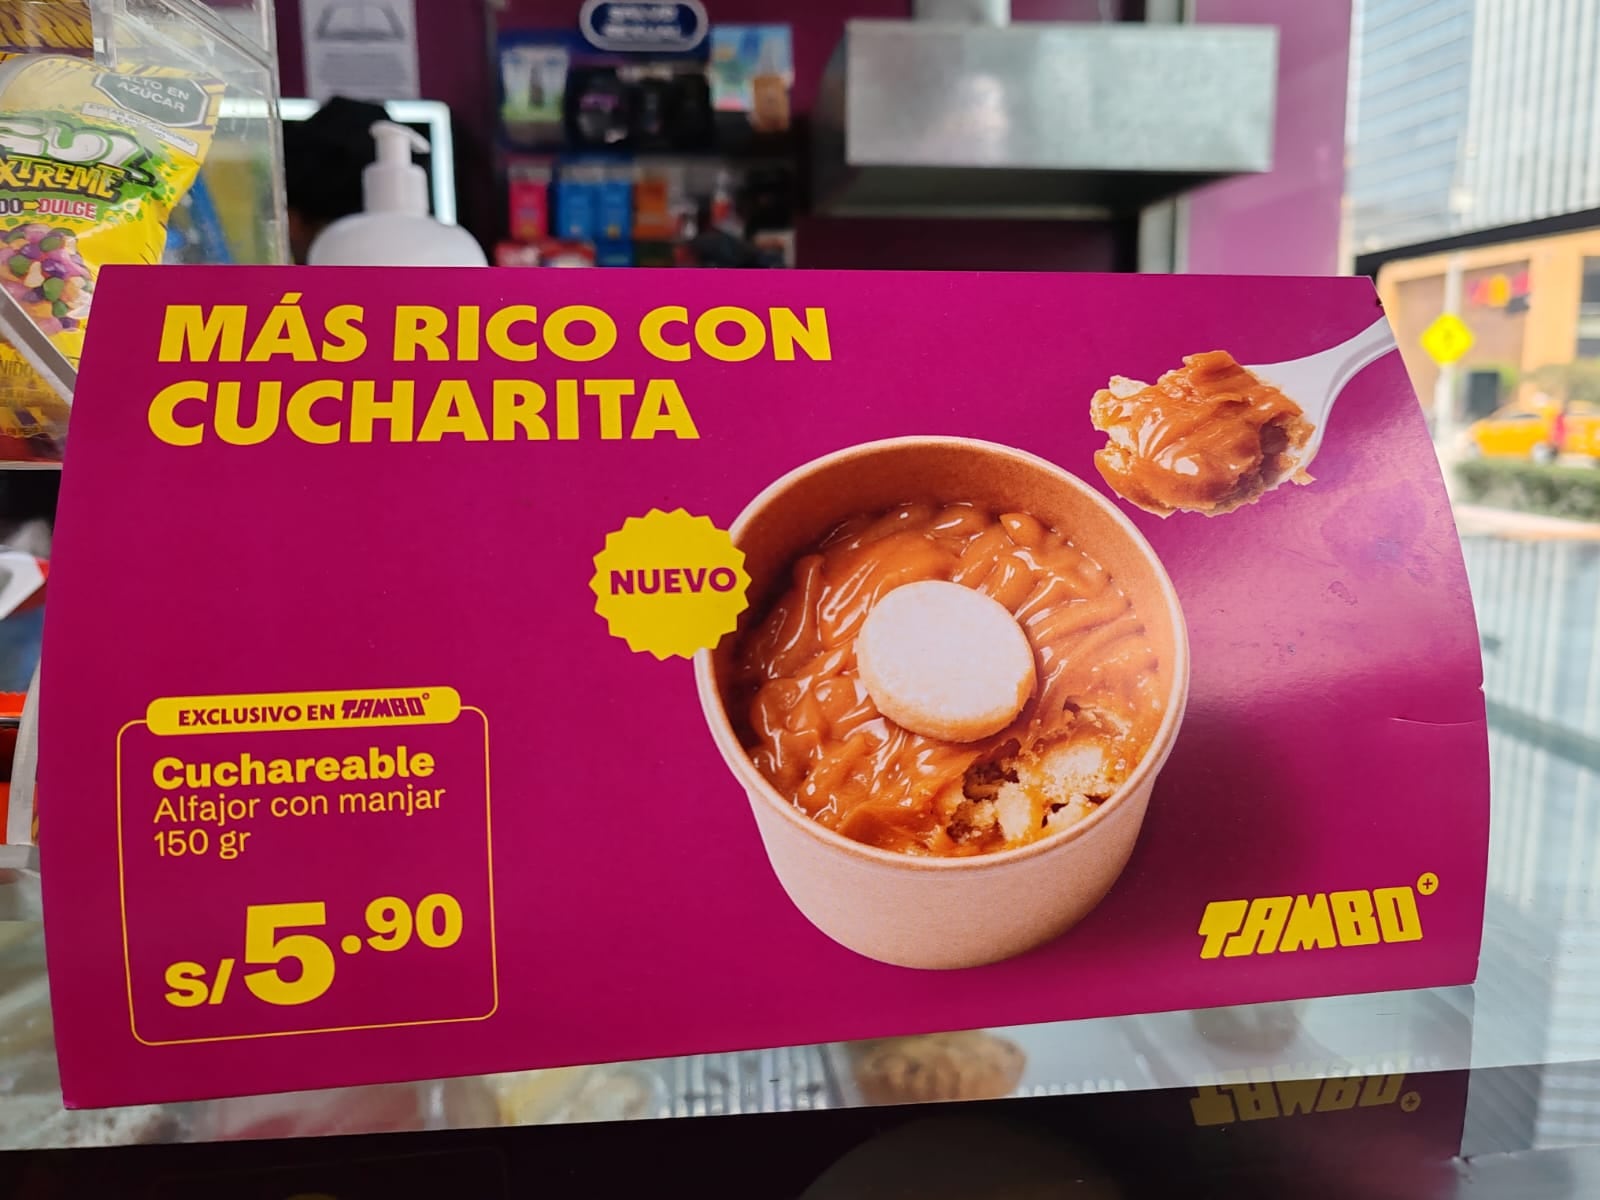 ALTO EN
AZÚCAR
XTREME
DULCE
MÁS RICO CON
CUCHARITA
NUEVO
EXCLUSIVO EN TAMBO+
Cuchareable
Alfajor con manjar
150 gr
S/5.90
TAMBO+